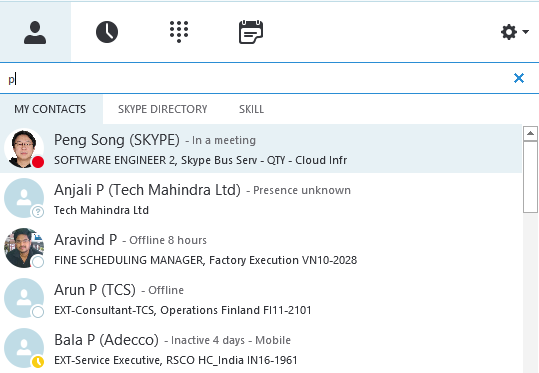 p
MY CONTACTS SKYPE DIRECTORY SKILL
Peng Song (SKYPE) - In a meeting
SOFTWARE ENGINEER 2, Skype Bus Serv - QTY - Cloud Infr
Anjali P (Tech Mahindra Ltd) - Presence unknown
Tech Mahindra Ltd
Aravind P - Offline 8 hours
FINE SCHEDULING MANAGER, Factory Execution VN10-2028
Arun P (TCS) - Offline
EXT-Consultant-TCS, Operations Finland FI11-2101
Bala P (Adecco) - Inactive 4 days - Mobile
EXT-Service Executive, RSCO HC_India IN16-1961